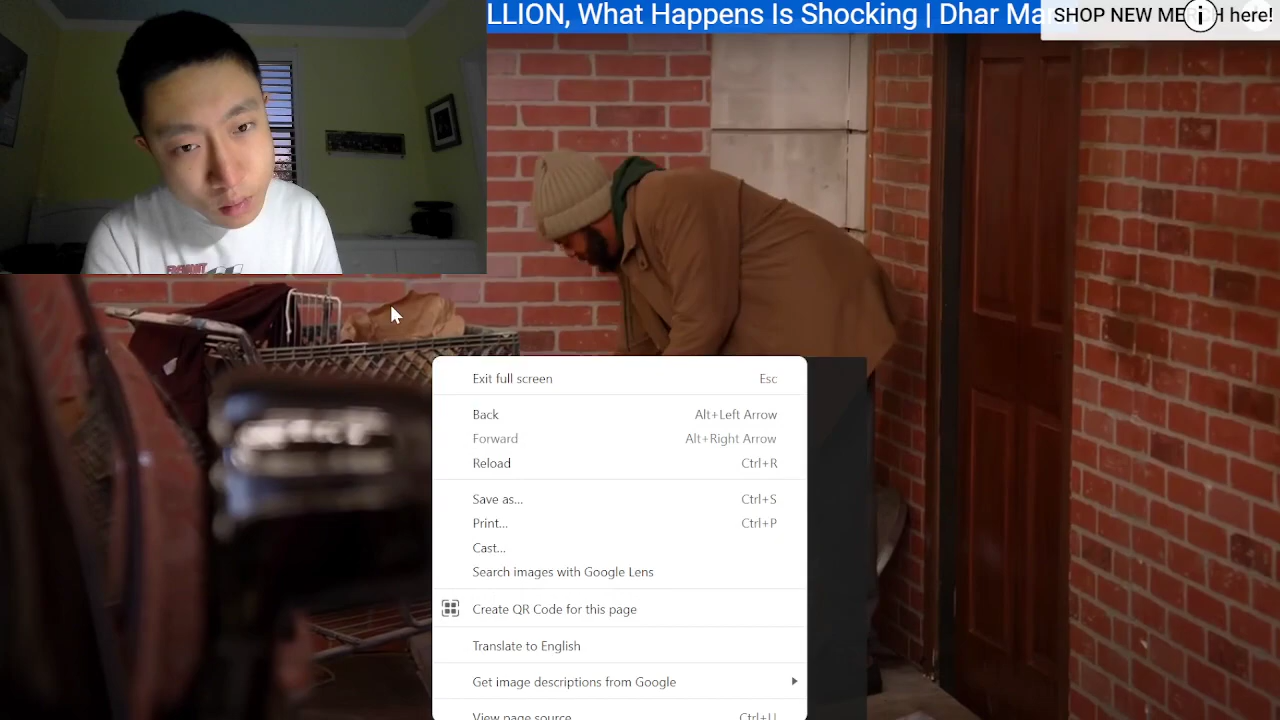 LLION, What Happens Is Shocking | Dhar Ma
SHOP NEW MERCH here!
Exit full screen Esc
Back Alt+Left Arrow
Forward Alt+Right Arrow
Reload Ctrl+R
Save as... Ctrl+S
Print... Ctrl+P
Cast...
Search images with Google Lens
Create QR Code for this page
Translate to English
Get image descriptions from Google
View page source Ctrl+U